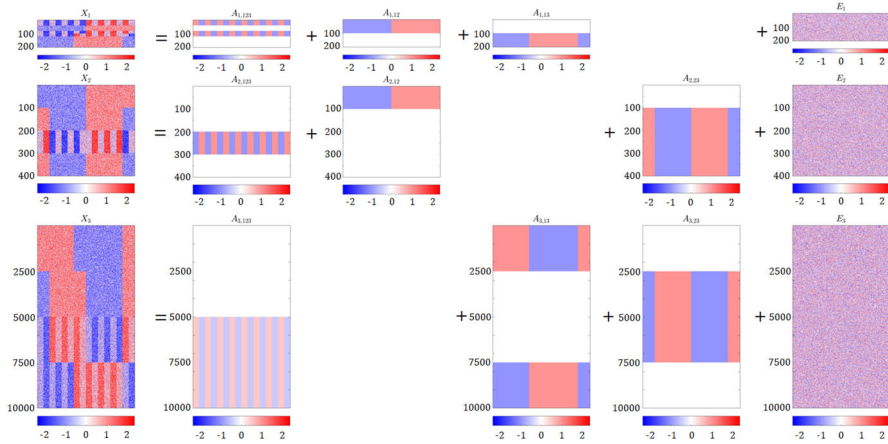 X₁ A₁,₁₂₃ A₁,₁₂ A₁,₁₃ E₁
100 = 100 + 100 + 100 + 100
200 200 200 200 200
-2 -1 0 1 2 -2 -1 0 1 2 -2 -1 0 1 2 -2 -1 0 1 2 -2 -1 0 1 2
X₂ A₂,₁₂₃ A₂,₁₂ A₂,₂₃ E₂
100 100 100 100 100
200 = 200 + 200 + 200 + 200
300 300 300 300 300
400 400 400 400 400
-2 -1 0 1 2 -2 -1 0 1 2 -2 -1 0 1 2 -2 -1 0 1 2 -2 -1 0 1 2
X₃ A₃,₁₂₃ A₃,₁₃ A₃,₂₃ E₃
2500 2500 2500 2500 2500
5000 = 5000 + 5000 + 5000 + 5000
7500 7500 7500 7500 7500
10000 10000 10000 10000 10000
-2 -1 0 1 2 -2 -1 0 1 2 -2 -1 0 1 2 -2 -1 0 1 2 -2 -1 0 1 2